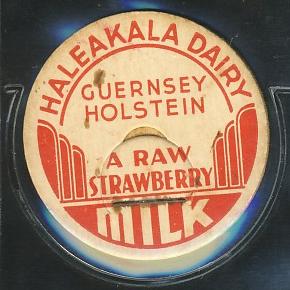 HALEAKALA DAIRY
GUERNSEY
HOLSTEIN
A RAW
STRAWBERRY
MILK